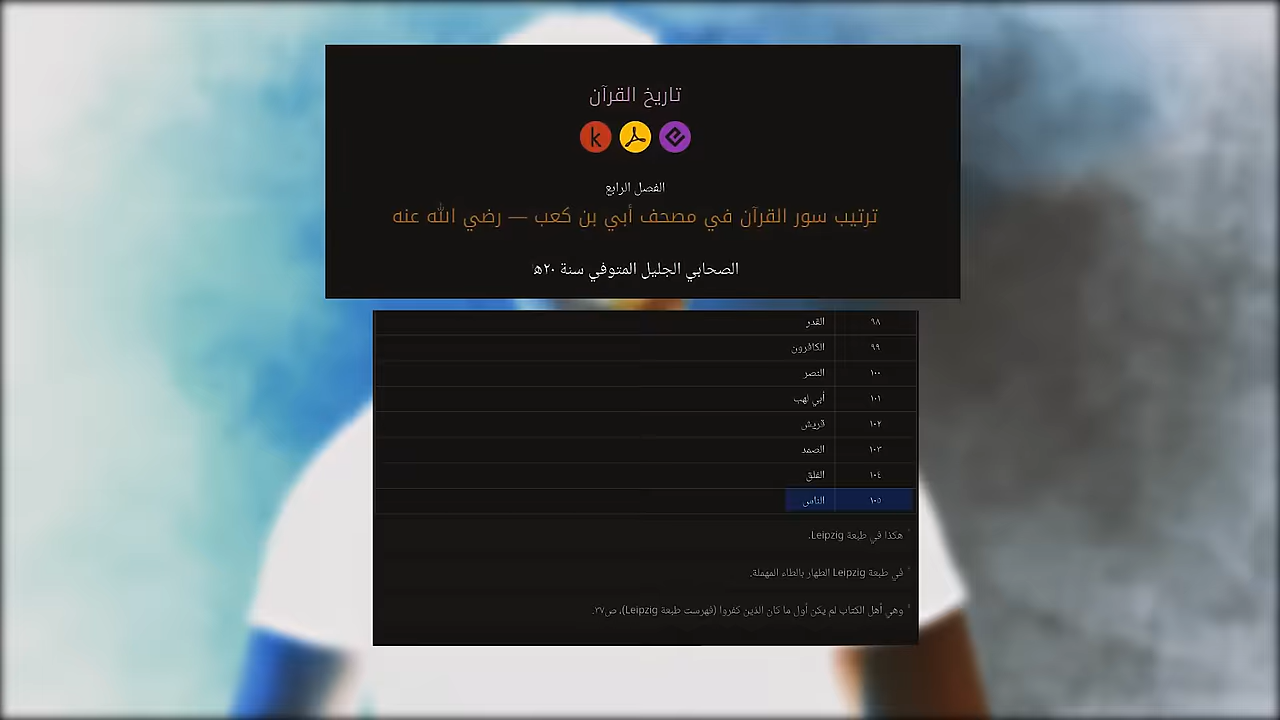 تاريخ القرآن
k
الفصل الرابع
ترتيب سور القرآن في مصحف أبي بن كعب — رضي الله عنه
الصحابي الجليل المتوفي سنة ٢٠هـ
٩٨ القدر
٩٩ الكافرون
١٠٠ النصر
١٠١ أبي لهب
١٠٢ قريش
١٠٣ الصمد
١٠٤ الفلق
١٠٥ الناس
هكذا في طبعة Leipzig.
في طبعة Leipzig الطهار بالطاء المهملة.
وهي أهل الكتاب لم يكن أول ما كان الذين كفروا (فهرست طبعة Leipzig)، ص٢٧.